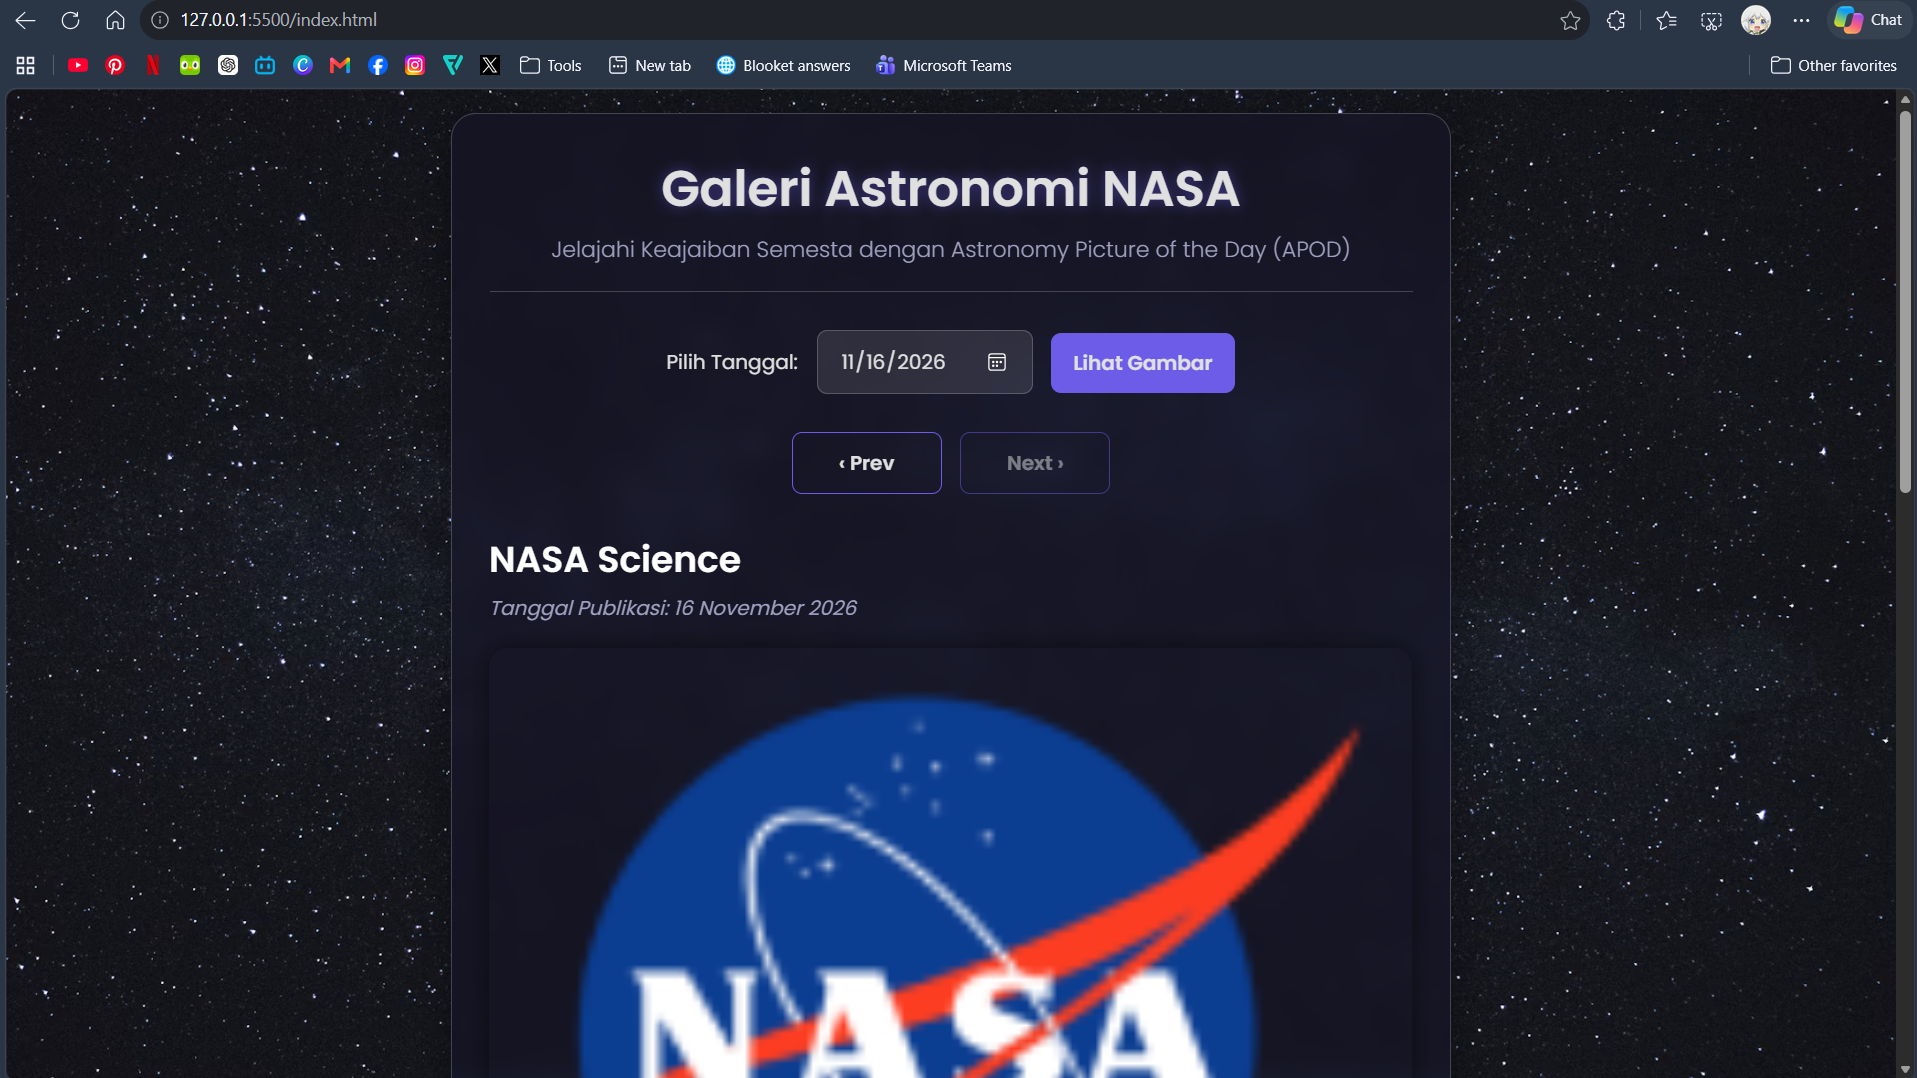 127.0.0.1:5500/index.html
Chat
Tools
New tab
Blooket answers
Microsoft Teams
Other favorites
Galeri Astronomi NASA
Jelajahi Keajaiban Semesta dengan Astronomy Picture of the Day (APOD)
Pilih Tanggal: 11/16/2026 Lihat Gambar
‹ Prev Next ›
NASA Science
Tanggal Publikasi: 16 November 2026
NASA